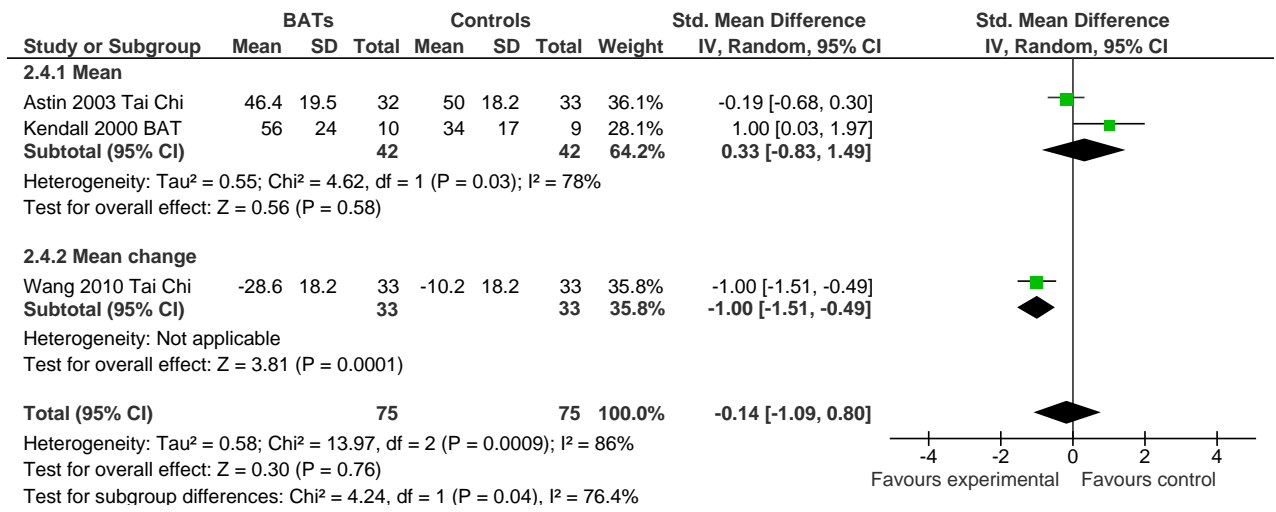 BATs Controls Std. Mean Difference Std. Mean Difference
Study or Subgroup Mean SD Total Mean SD Total Weight IV, Random, 95% CI IV, Random, 95% CI
2.4.1 Mean
Astin 2003 Tai Chi 46.4 19.5 32 50 18.2 33 36.1% -0.19 [-0.68, 0.30]
Kendall 2000 BAT 56 24 10 34 17 9 28.1% 1.00 [0.03, 1.97]
Subtotal (95% CI) 42 42 64.2% 0.33 [-0.83, 1.49]
Heterogeneity: Tau² = 0.55; Chi² = 4.62, df = 1 (P = 0.03); I² = 78%
Test for overall effect: Z = 0.56 (P = 0.58)
2.4.2 Mean change
Wang 2010 Tai Chi -28.6 18.2 33 -10.2 18.2 33 35.8% -1.00 [-1.51, -0.49]
Subtotal (95% CI) 33 33 35.8% -1.00 [-1.51, -0.49]
Heterogeneity: Not applicable
Test for overall effect: Z = 3.81 (P = 0.0001)
Total (95% CI) 75 75 100.0% -0.14 [-1.09, 0.80]
Heterogeneity: Tau² = 0.58; Chi² = 13.97, df = 2 (P = 0.0009); I² = 86%
Test for overall effect: Z = 0.30 (P = 0.76)
Test for subgroup differences: Chi² = 4.24, df = 1 (P = 0.04), I² = 76.4%
-4 -2 0 2 4
Favours experimental Favours control